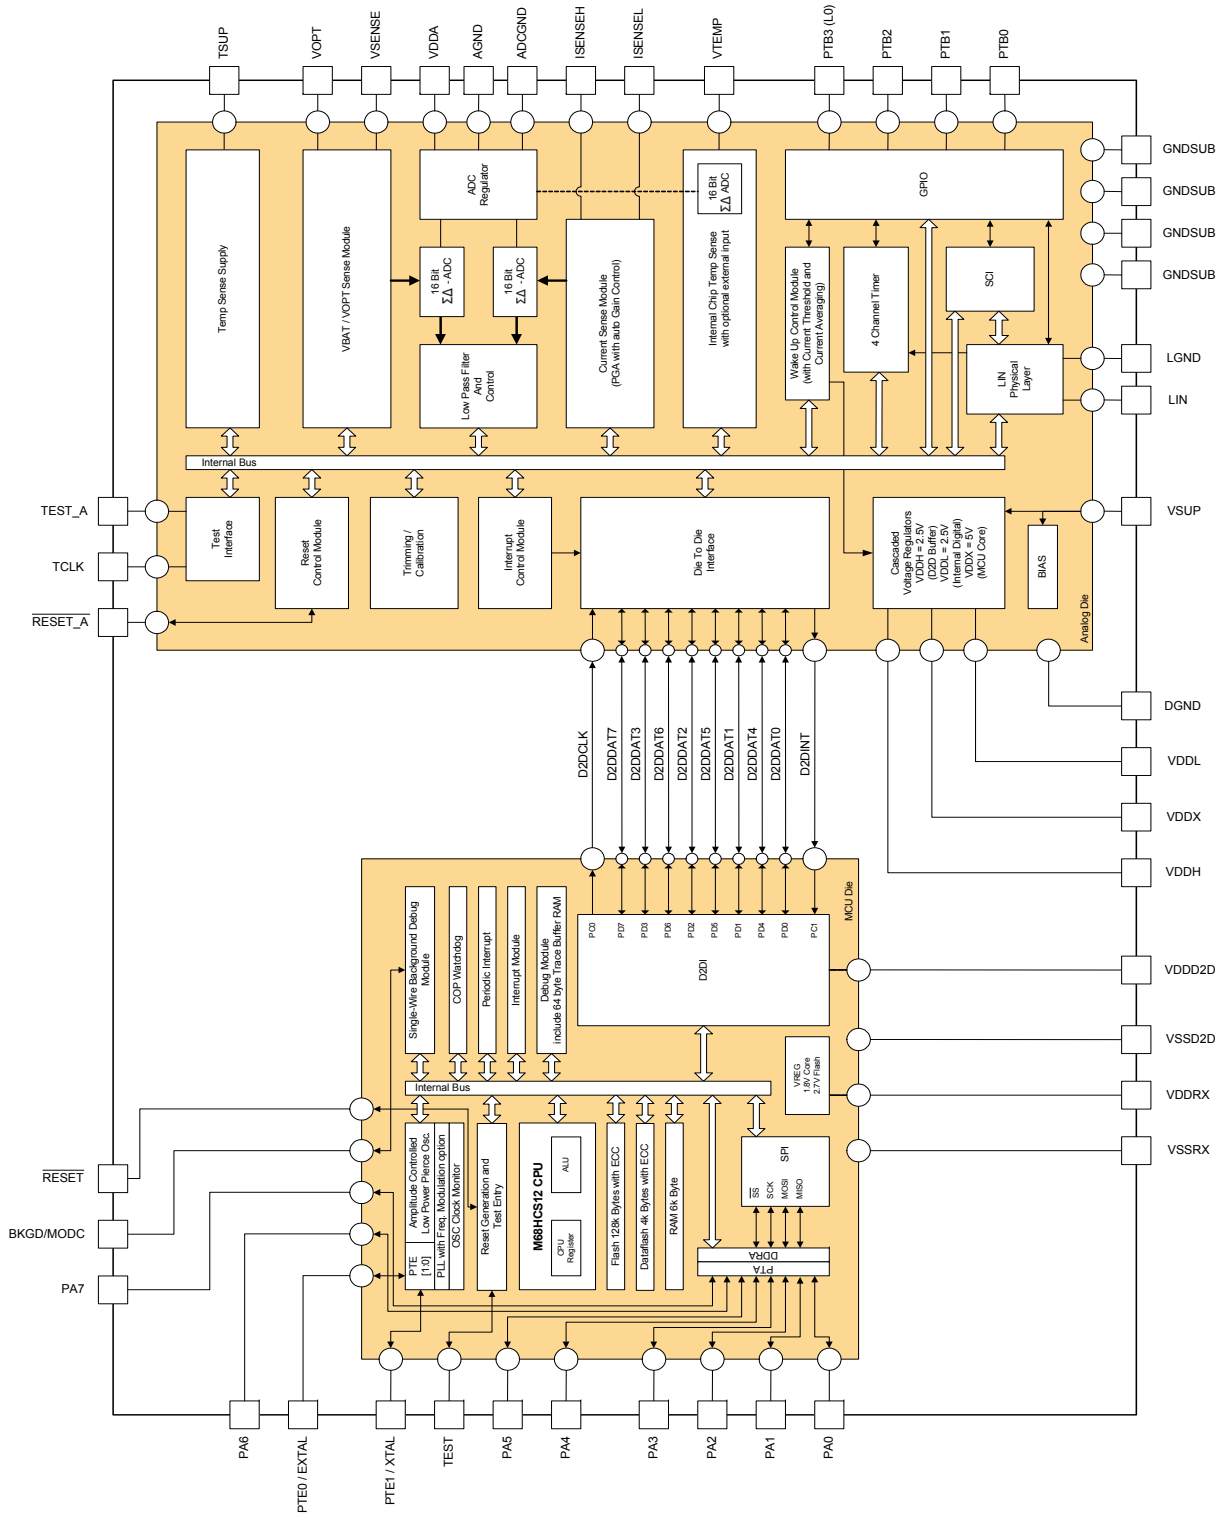 TSUP
VOPT
VSENSE
VDDA
AGND
ADCGND
ISENSEH
ISENSEL
VTEMP
PTB3 (L0)
PTB2
PTB1
PTB0
GNDSUB
GNDSUB
GNDSUB
GNDSUB
LGND
LIN
VSUP
Temp Sense Supply
VBAT / VOPT Sense Module
ADC
Regulator
16 Bit
ΣΔ - ADC
16 Bit
ΣΔ - ADC
Low Pass Filter
And
Control
Current Sense Module
(PGA with auto Gain Control)
16 Bit
ΣΔ ADC
Internal Chip Temp Sense
with optional external input
GPIO
Wake Up Control Module
(with Current Threshold and
Current Averaging)
4 Channel Timer
SCI
LIN
Physical
Layer
Internal Bus
TEST_A
TCLK
RESET_A
Test
Interface
Reset
Control Module
Trimming /
Calibration
Interrupt
Control Module
Die To Die
Interface
Cascaded
Voltage Regulators
VDDH = 2.5V
(D2D Buffer)
VDDL = 2.5V
(Internal Digital)
VDDX = 5V
(MCU Core)
BIAS
Analog Die
DGND
VDDL
VDDX
VDDH
D2DCLK
D2DDAT7
D2DDAT3
D2DDAT6
D2DDAT2
D2DDAT5
D2DDAT1
D2DDAT4
D2DDAT0
D2DINT
MCU Die
Single-Wire Background Debug
Module
COP Watchdog
Periodic Interrupt
Interrupt Module
Debug Module
include 64 byte Trace Buffer RAM
PC0
PD7
PD3
PD6
PD2
PD5
PD1
PD4
PD0
PC1
D2DI
VDDD2D
VSSD2D
VDDRX
VSSRX
VREG
1.8V Core
2.7V Flash
Internal Bus
RESET
BKGD/MODC
PA7
Amplitude Controlled
Low Power Pierce Osc.
PLL with Freq. Modulation option
OSC Clock Monitor
PTE
[1:0]
Reset Generation and
Test Entry
M68HCS12 CPU
ALU
CPU
Register
Flash 128k Bytes with ECC
Dataflash 4k Bytes with ECC
RAM 6k Byte
SPI
SS
SCK
MOSI
MISO
DDRA
PTA
PA6
PTE0 / EXTAL
PTE1 / XTAL
TEST
PA5
PA4
PA3
PA2
PA1
PA0